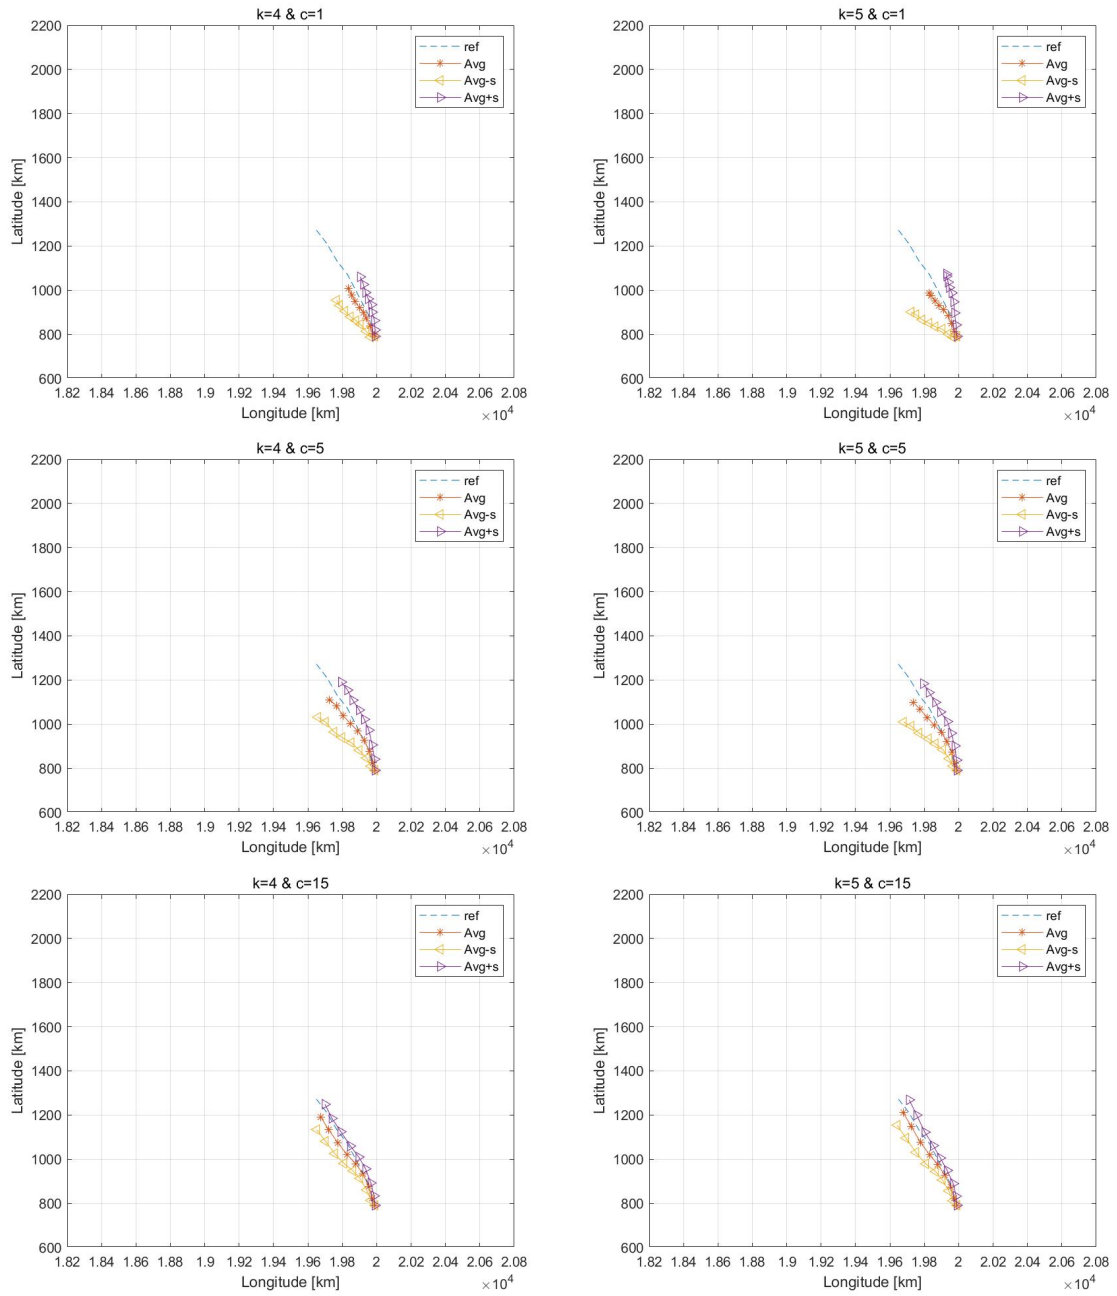 k=4 & c=1
2200
2000
1800
1600
1400
1200
1000
800
600
Latitude [km]
ref
Avg
Avg-s
Avg+s
1.82 1.84 1.86 1.88 1.9 1.92 1.94 1.96 1.98 2 2.02 2.04 2.06 2.08
Longitude [km]
×10⁴
k=5 & c=1
2200
2000
1800
1600
1400
1200
1000
800
600
Latitude [km]
ref
Avg
Avg-s
Avg+s
1.82 1.84 1.86 1.88 1.9 1.92 1.94 1.96 1.98 2 2.02 2.04 2.06 2.08
Longitude [km]
×10⁴
k=4 & c=5
2200
2000
1800
1600
1400
1200
1000
800
600
Latitude [km]
ref
Avg
Avg-s
Avg+s
1.82 1.84 1.86 1.88 1.9 1.92 1.94 1.96 1.98 2 2.02 2.04 2.06 2.08
Longitude [km]
×10⁴
k=5 & c=5
2200
2000
1800
1600
1400
1200
1000
800
600
Latitude [km]
ref
Avg
Avg-s
Avg+s
1.82 1.84 1.86 1.88 1.9 1.92 1.94 1.96 1.98 2 2.02 2.04 2.06 2.08
Longitude [km]
×10⁴
k=4 & c=15
2200
2000
1800
1600
1400
1200
1000
800
600
Latitude [km]
ref
Avg
Avg-s
Avg+s
1.82 1.84 1.86 1.88 1.9 1.92 1.94 1.96 1.98 2 2.02 2.04 2.06 2.08
Longitude [km]
×10⁴
k=5 & c=15
2200
2000
1800
1600
1400
1200
1000
800
600
Latitude [km]
ref
Avg
Avg-s
Avg+s
1.82 1.84 1.86 1.88 1.9 1.92 1.94 1.96 1.98 2 2.02 2.04 2.06 2.08
Longitude [km]
×10⁴